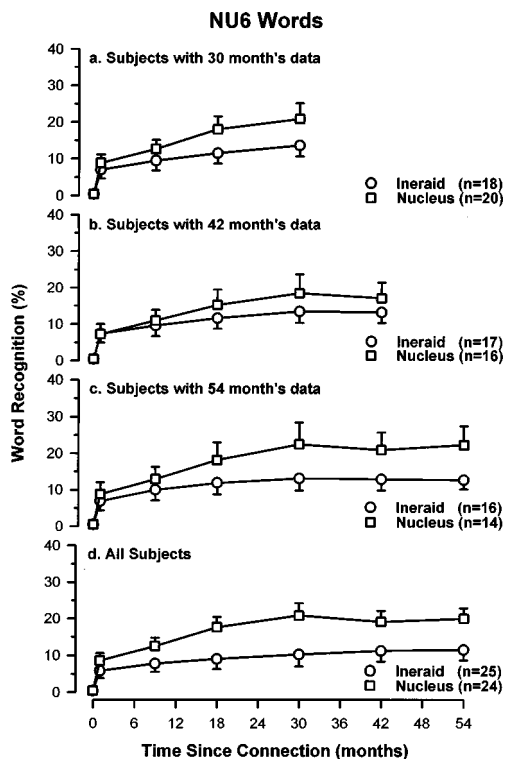 NU6 Words
Word Recognition (%)
40
30
20
10
0
a. Subjects with 30 month's data
Ineraid (n=18)
Nucleus (n=20)
40
30
20
10
0
b. Subjects with 42 month's data
Ineraid (n=17)
Nucleus (n=16)
40
30
20
10
0
c. Subjects with 54 month's data
Ineraid (n=16)
Nucleus (n=14)
40
30
20
10
0
d. All Subjects
Ineraid (n=25)
Nucleus (n=24)
0 6 12 18 24 30 36 42 48 54
Time Since Connection (months)